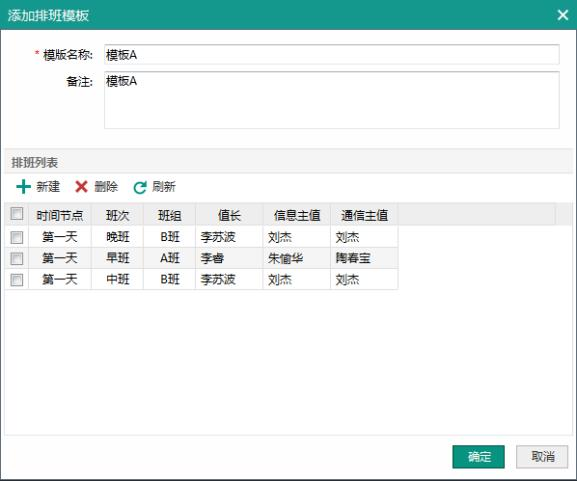 添加排班模板
* 模版名称: 模板A
备注: 模板A
排班列表
新建 删除 刷新
时间节点 班次 班组 值长 信息主值 通信主值
第一天 晚班 B班 李苏波 刘杰 刘杰
第一天 早班 A班 李睿 朱愉华 陶春宝
第一天 中班 B班 李苏波 刘杰 刘杰
确定 取消